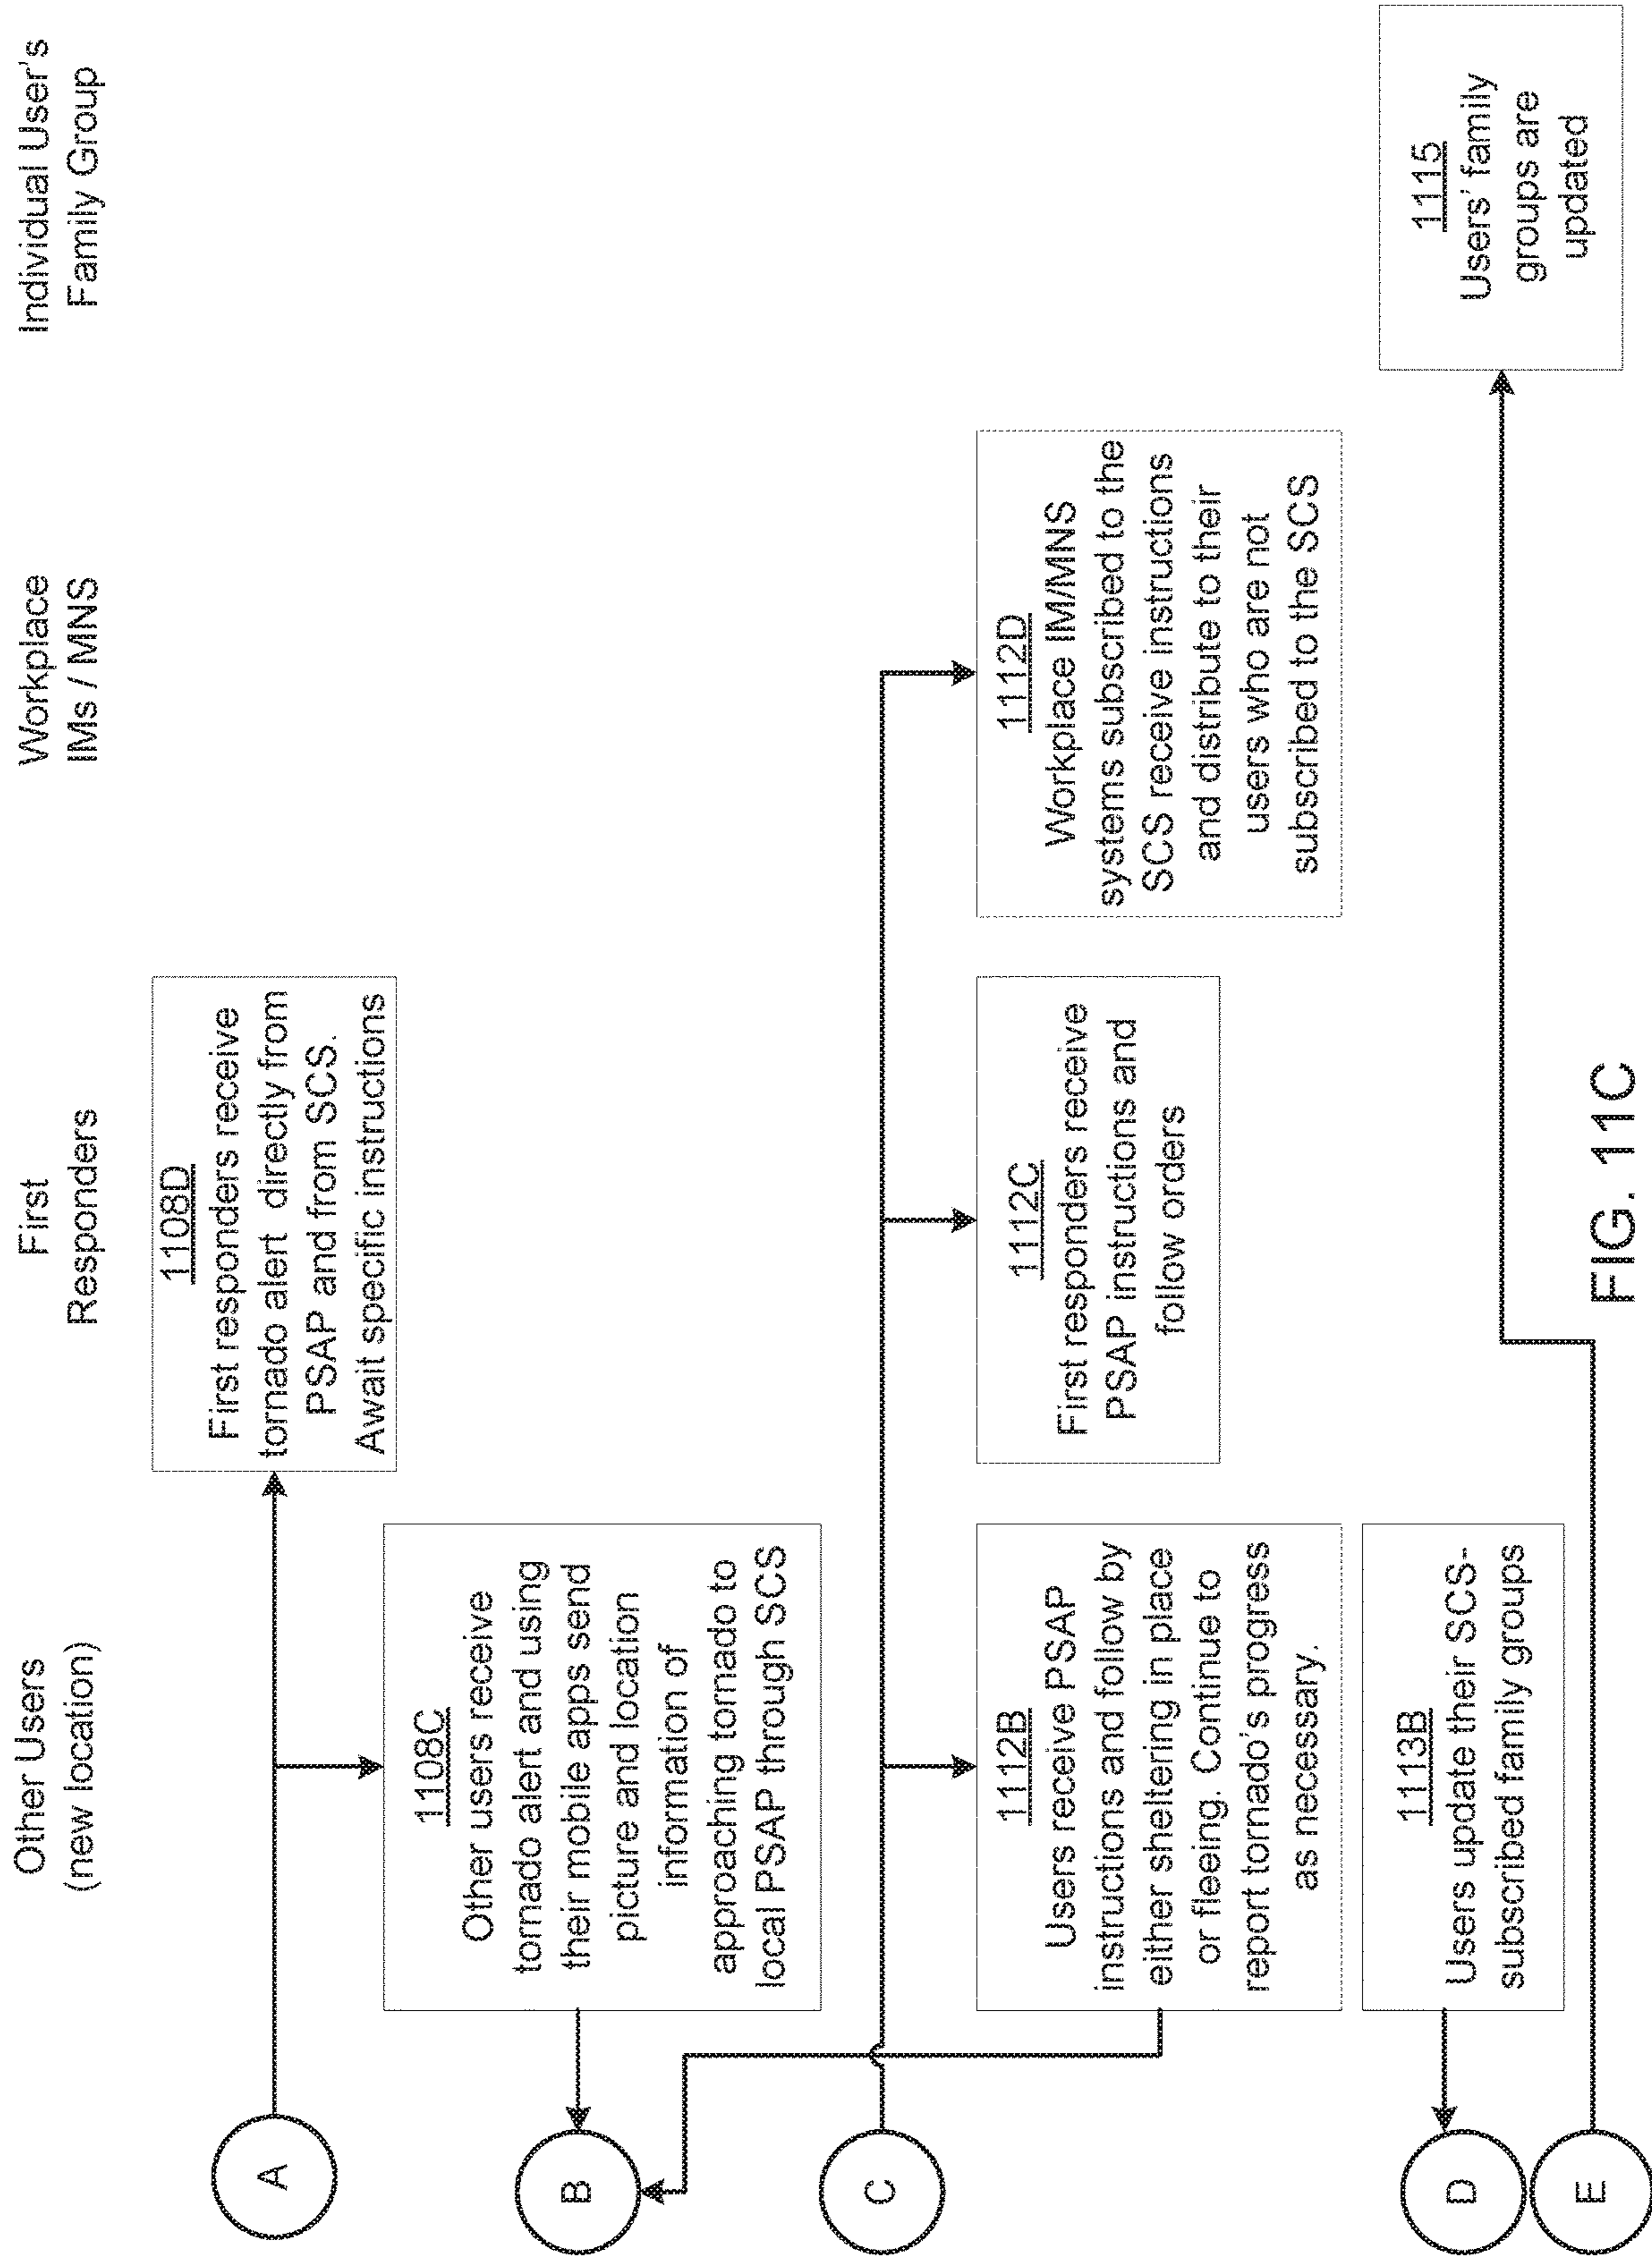 Other Users
(new location)
First
Responders
Workplace
IMs / MNS
Individual User's
Family Group
A
1108D
First responders receive
tornado alert directly from
PSAP and from SCS.
Await specific instructions
1108C
Other users receive
tornado alert and using
their mobile apps send
picture and location
information of
approaching tornado to
local PSAP through SCS
B
C
1112B
Users receive PSAP
instructions and follow by
either sheltering in place
or fleeing. Continue to
report tornado's progress
as necessary.
1112C
First responders receive
PSAP instructions and
follow orders
1112D
Workplace IM/MNS
systems subscribed to the
SCS receive instructions
and distribute to their
users who are not
subscribed to the SCS
1113B
Users update their SCS-
subscribed family groups
D
E
1115
Users' family
groups are
updated
FIG. 11C